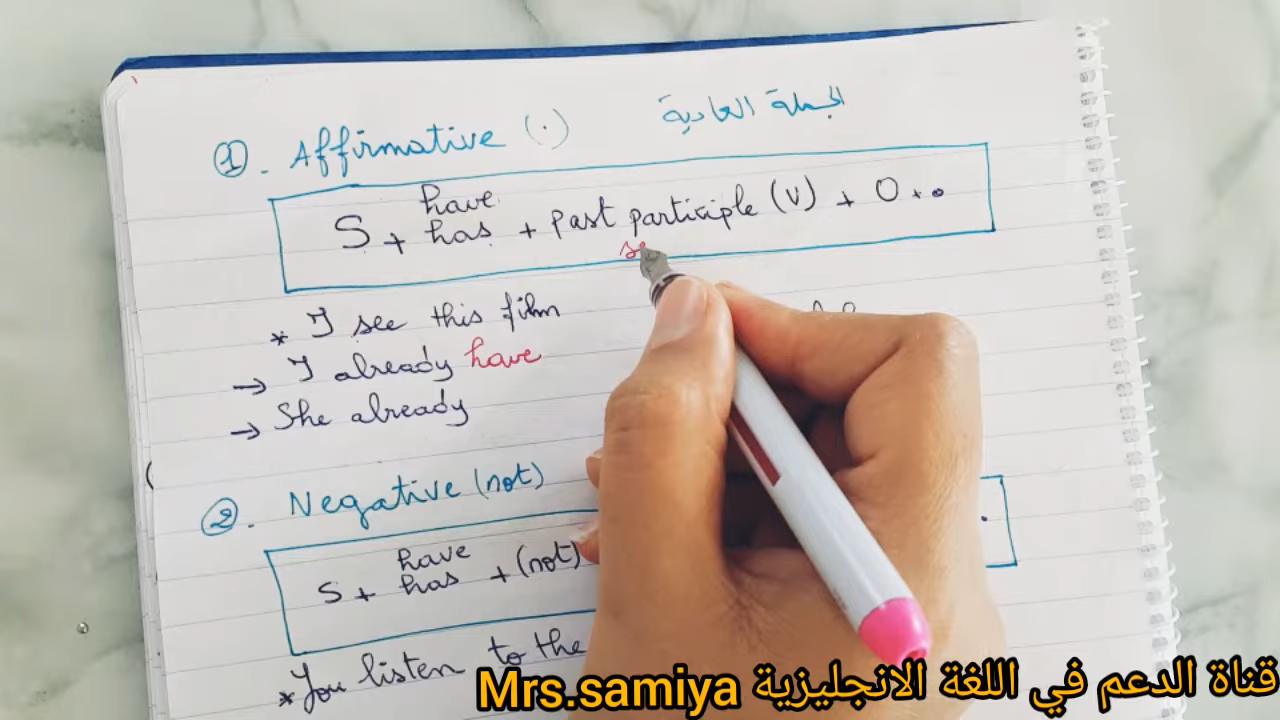 ①. Affirmative (.) الجملة العادية
have
S + has + past participle (v) + O + .
se
* I see this film
→ I already have
→ She already
②. Negative (not)
have
S + has + (not)
* You listen to the
Mrs.samiya قناة الدعم في اللغة الانجليزية